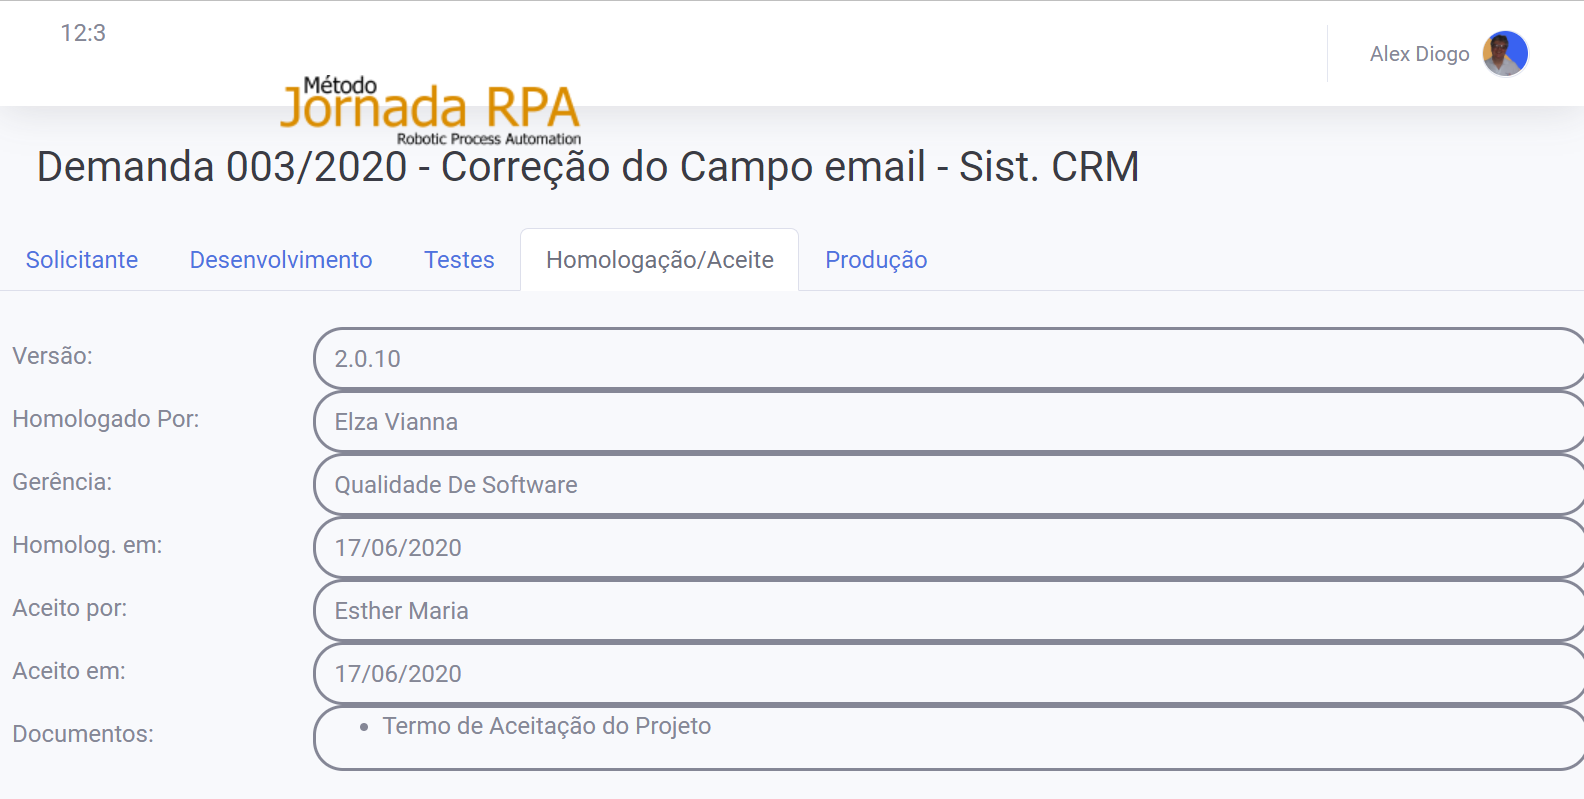 12:3
Alex Diogo
Método
Jornada RPA
Robotic Process Automation
Demanda 003/2020 - Correção do Campo email - Sist. CRM
Solicitante Desenvolvimento Testes Homologação/Aceite Produção
Versão: 2.0.10
Homologado Por: Elza Vianna
Gerência: Qualidade De Software
Homolog. em: 17/06/2020
Aceito por: Esther Maria
Aceito em: 17/06/2020
Documentos: • Termo de Aceitação do Projeto